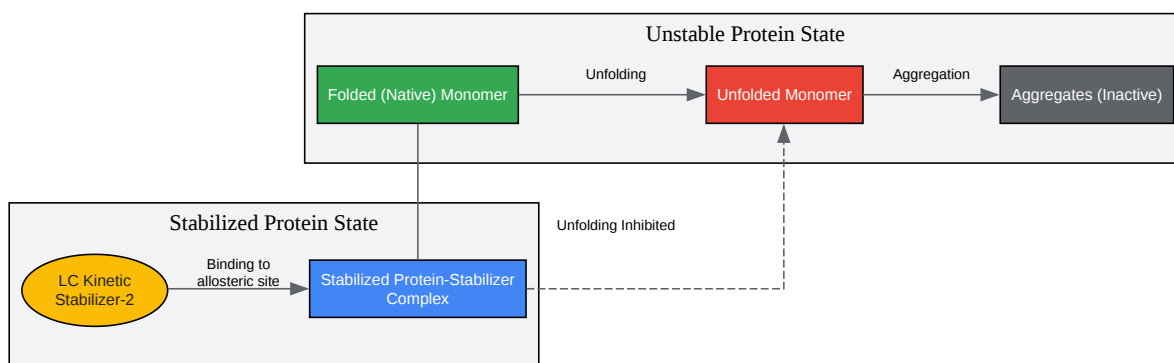 Unstable Protein State
Folded (Native) Monomer
Unfolding
Unfolded Monomer
Aggregation
Aggregates (Inactive)
Stabilized Protein State
Unfolding Inhibited
LC Kinetic
Stabilizer-2
Binding to
allosteric site
Stabilized Protein-Stabilizer
Complex